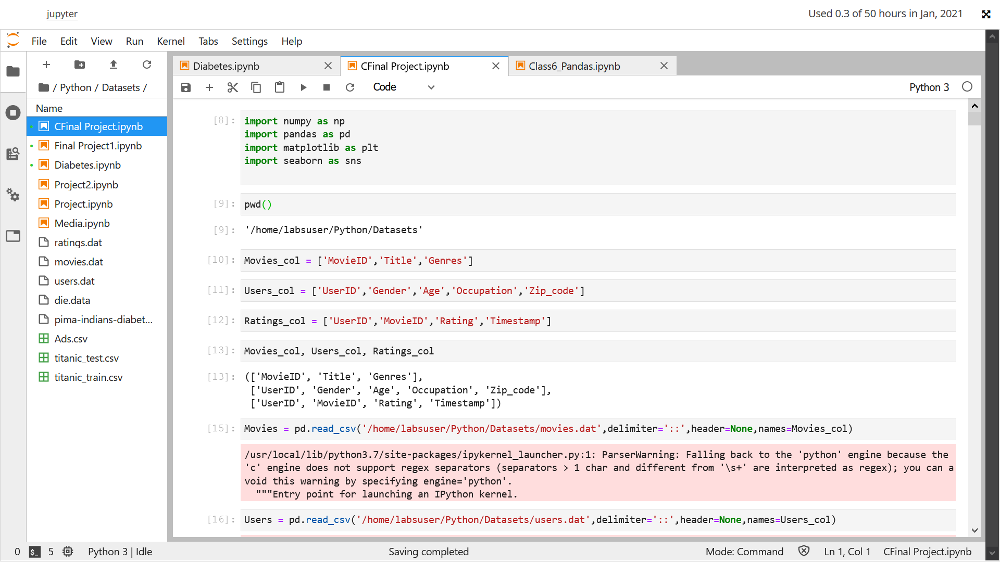 jupyter
Used 0.3 of 50 hours in Jan, 2021
File Edit View Run Kernel Tabs Settings Help
/ Python / Datasets /
Name
CFinal Project.ipynb
Final Project1.ipynb
Diabetes.ipynb
Project2.ipynb
Project.ipynb
Media.ipynb
ratings.dat
movies.dat
users.dat
die.data
pima-indians-diabet...
Ads.csv
titanic_test.csv
titanic_train.csv
Diabetes.ipynb
CFinal Project.ipynb
Class6_Pandas.ipynb
Code
Python 3
[8]: import numpy as np
import pandas as pd
import matplotlib as plt
import seaborn as sns
[9]: pwd()
[9]: '/home/labsuser/Python/Datasets'
[10]: Movies_col = ['MovieID','Title','Genres']
[11]: Users_col = ['UserID','Gender','Age','Occupation','Zip_code']
[12]: Ratings_col = ['UserID','MovieID','Rating','Timestamp']
[13]: Movies_col, Users_col, Ratings_col
[13]: (['MovieID', 'Title', 'Genres'],
['UserID', 'Gender', 'Age', 'Occupation', 'Zip_code'],
['UserID', 'MovieID', 'Rating', 'Timestamp'])
[15]: Movies = pd.read_csv('/home/labsuser/Python/Datasets/movies.dat',delimiter='::',header=None,names=Movies_col)
/usr/local/lib/python3.7/site-packages/ipykernel_launcher.py:1: ParserWarning: Falling back to the 'python' engine because the
'c' engine does not support regex separators (separators > 1 char and different from '\s+' are interpreted as regex); you can a
void this warning by specifying engine='python'.
"""Entry point for launching an IPython kernel.
[16]: Users = pd.read_csv('/home/labsuser/Python/Datasets/users.dat',delimiter='::',header=None,names=Users_col)
0 $_ 5 Python 3 | Idle
Saving completed
Mode: Command
Ln 1, Col 1
CFinal Project.ipynb